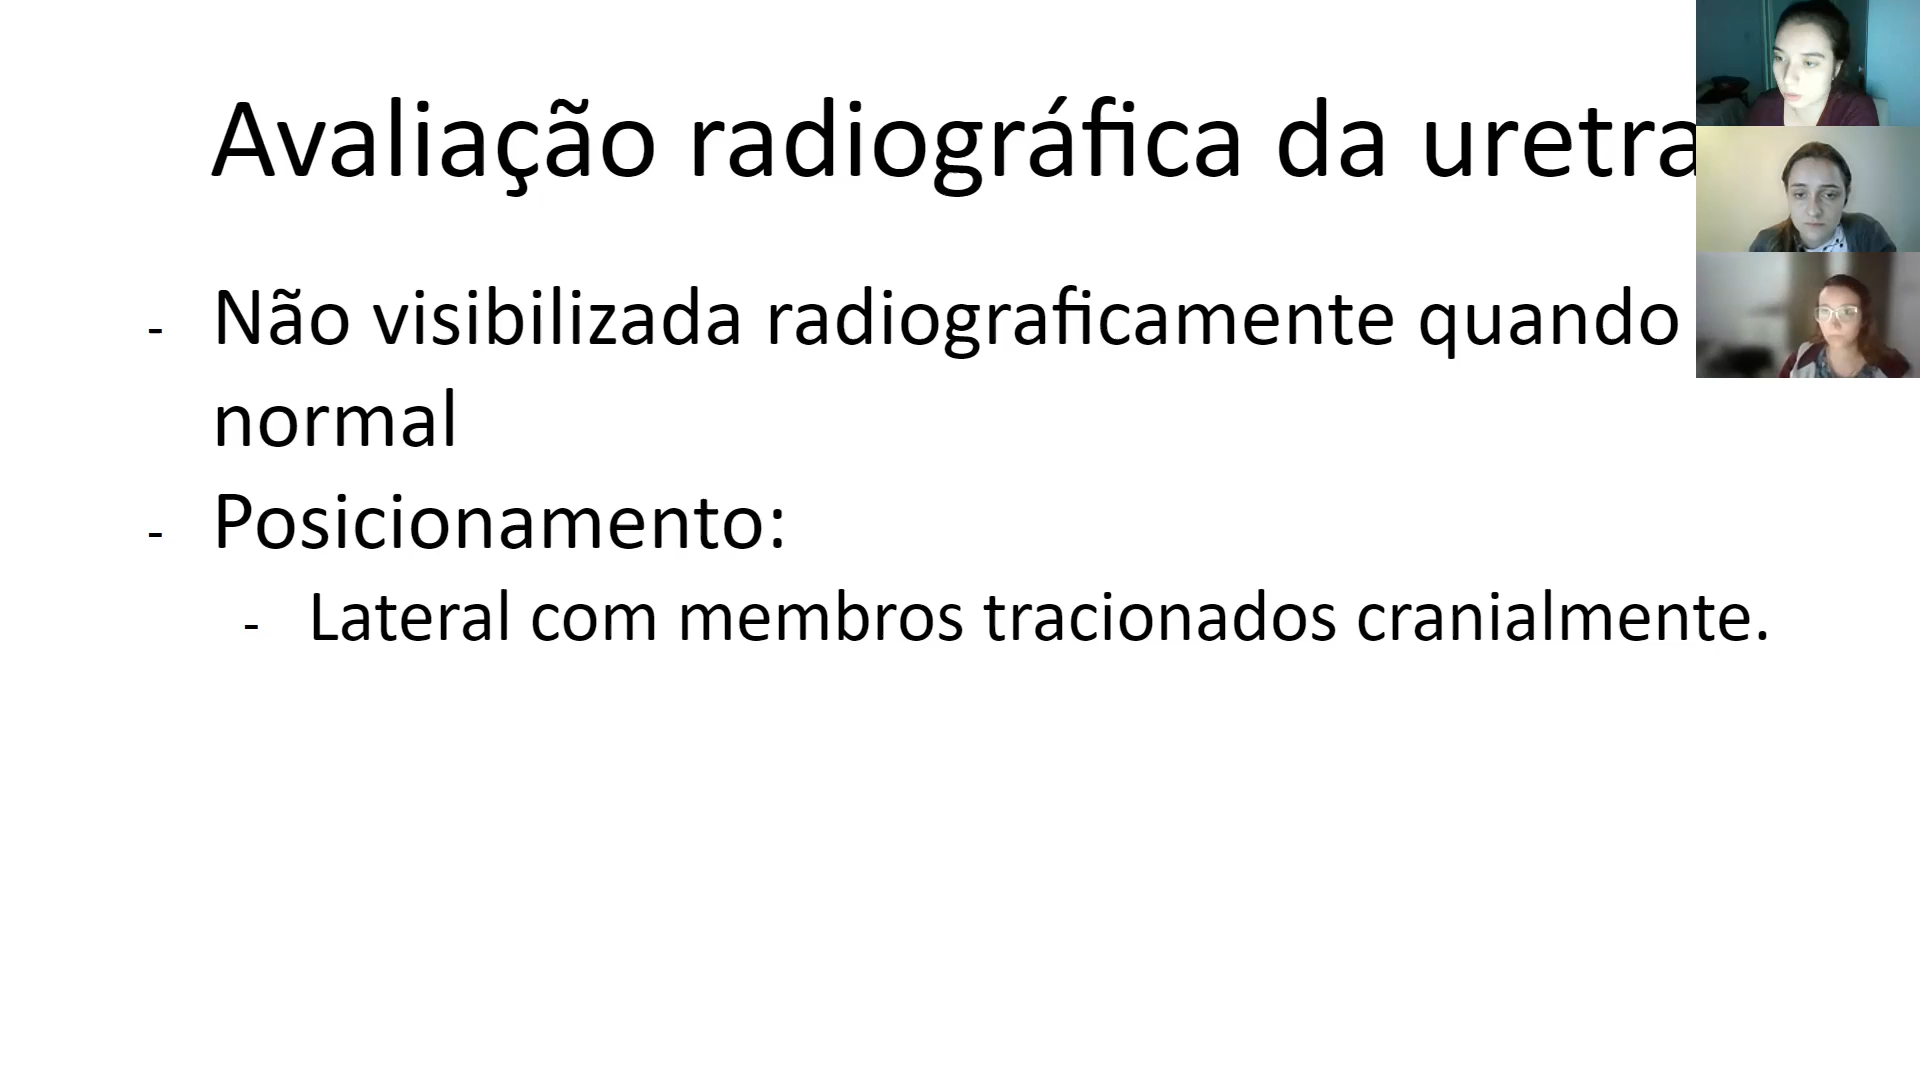 Avaliação radiográfica da uretra
- Não visibilizada radiograficamente quando
normal
- Posicionamento:
- Lateral com membros tracionados cranialmente.